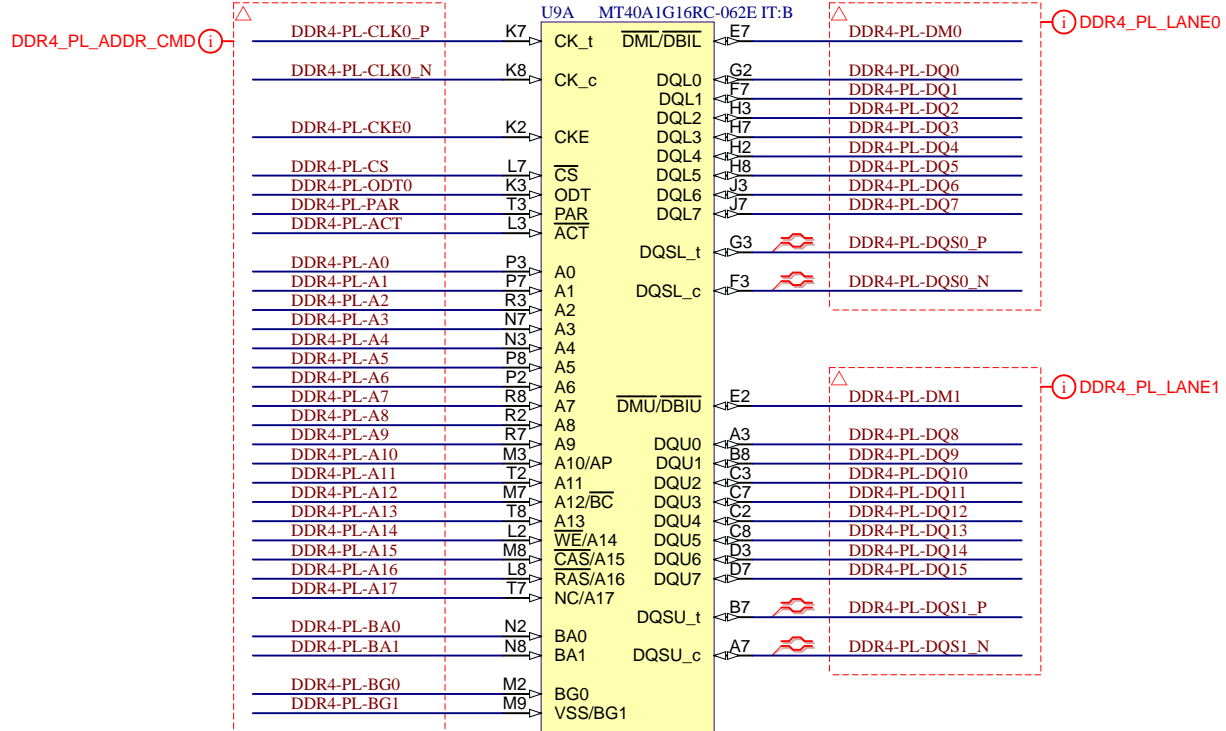 U9A MT40A1G16RC-062E IT:B
DDR4_PL_ADDR_CMD i
i DDR4_PL_LANE0
DDR4-PL-CLK0_P K7 CK_t DML/DBIL E7 DDR4-PL-DM0
DDR4-PL-CLK0_N K8 CK_c DQL0 G2 DDR4-PL-DQ0
DQL1 F7 DDR4-PL-DQ1
DQL2 H3 DDR4-PL-DQ2
DDR4-PL-CKE0 K2 CKE DQL3 H7 DDR4-PL-DQ3
DQL4 H2 DDR4-PL-DQ4
DDR4-PL-CS L7 CS DQL5 H8 DDR4-PL-DQ5
DDR4-PL-ODT0 K3 ODT DQL6 J3 DDR4-PL-DQ6
DDR4-PL-PAR T3 PAR DQL7 J7 DDR4-PL-DQ7
DDR4-PL-ACT L3 ACT
DQSL_t G3 DDR4-PL-DQS0_P
DDR4-PL-A0 P3 A0
DDR4-PL-A1 P7 A1 DQSL_c F3 DDR4-PL-DQS0_N
DDR4-PL-A2 R3 A2
DDR4-PL-A3 N7 A3
DDR4-PL-A4 N3 A4
DDR4-PL-A5 P8 A5
DDR4-PL-A6 P2 A6
i DDR4_PL_LANE1
DDR4-PL-A7 R8 A7 DMU/DBIU E2 DDR4-PL-DM1
DDR4-PL-A8 R2 A8
DDR4-PL-A9 R7 A9 DQU0 A3 DDR4-PL-DQ8
DDR4-PL-A10 M3 A10/AP DQU1 B8 DDR4-PL-DQ9
DDR4-PL-A11 T2 A11 DQU2 C3 DDR4-PL-DQ10
DDR4-PL-A12 M7 A12/BC DQU3 C7 DDR4-PL-DQ11
DDR4-PL-A13 T8 A13 DQU4 C2 DDR4-PL-DQ12
DDR4-PL-A14 L2 WE/A14 DQU5 C8 DDR4-PL-DQ13
DDR4-PL-A15 M8 CAS/A15 DQU6 D3 DDR4-PL-DQ14
DDR4-PL-A16 L8 RAS/A16 DQU7 D7 DDR4-PL-DQ15
DDR4-PL-A17 T7 NC/A17
DQSU_t B7 DDR4-PL-DQS1_P
DDR4-PL-BA0 N2 BA0
DDR4-PL-BA1 N8 BA1 DQSU_c A7 DDR4-PL-DQS1_N
DDR4-PL-BG0 M2 BG0
DDR4-PL-BG1 M9 VSS/BG1